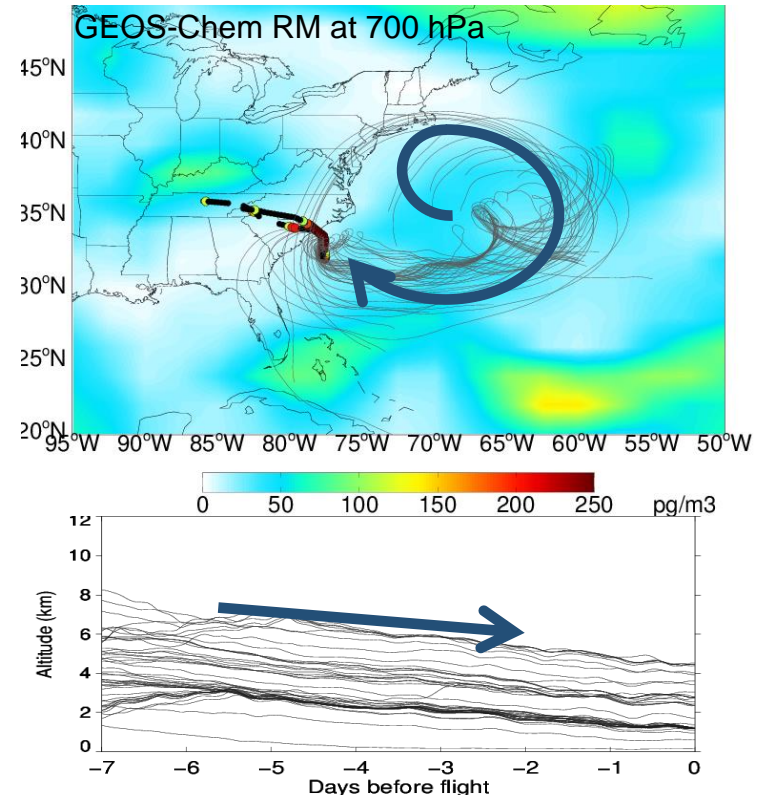 GEOS-Chem RM at 700 hPa
45°N
40°N
35°N
30°N
25°N
20°N
95°W 90°W 85°W 80°W 75°W 70°W 65°W 60°W 55°W 50°W
0 50 100 150 200 250 pg/m3
12
10
8
6
4
2
0
Altitude (km)
−7 −6 −5 −4 −3 −2 −1 0
Days before flight